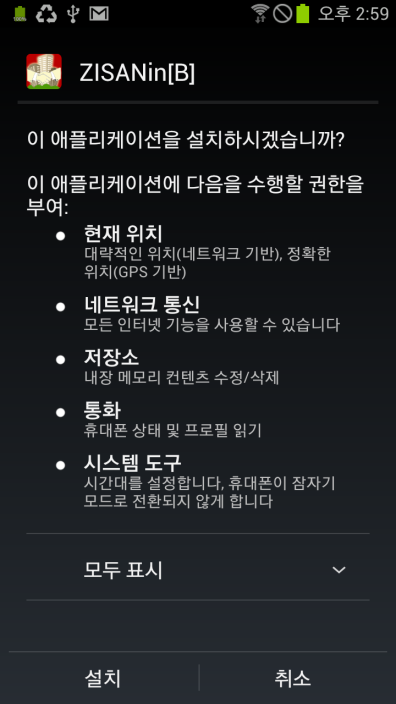 오후 2:59
ZISANin[B]
이 애플리케이션을 설치하시겠습니까?
이 애플리케이션에 다음을 수행할 권한을
부여:
● 현재 위치
대략적인 위치(네트워크 기반), 정확한
위치(GPS 기반)
● 네트워크 통신
모든 인터넷 기능을 사용할 수 있습니다
● 저장소
내장 메모리 컨텐츠 수정/삭제
● 통화
휴대폰 상태 및 프로필 읽기
● 시스템 도구
시간대를 설정합니다, 휴대폰이 잠자기
모드로 전환되지 않게 합니다
모두 표시
설치
취소